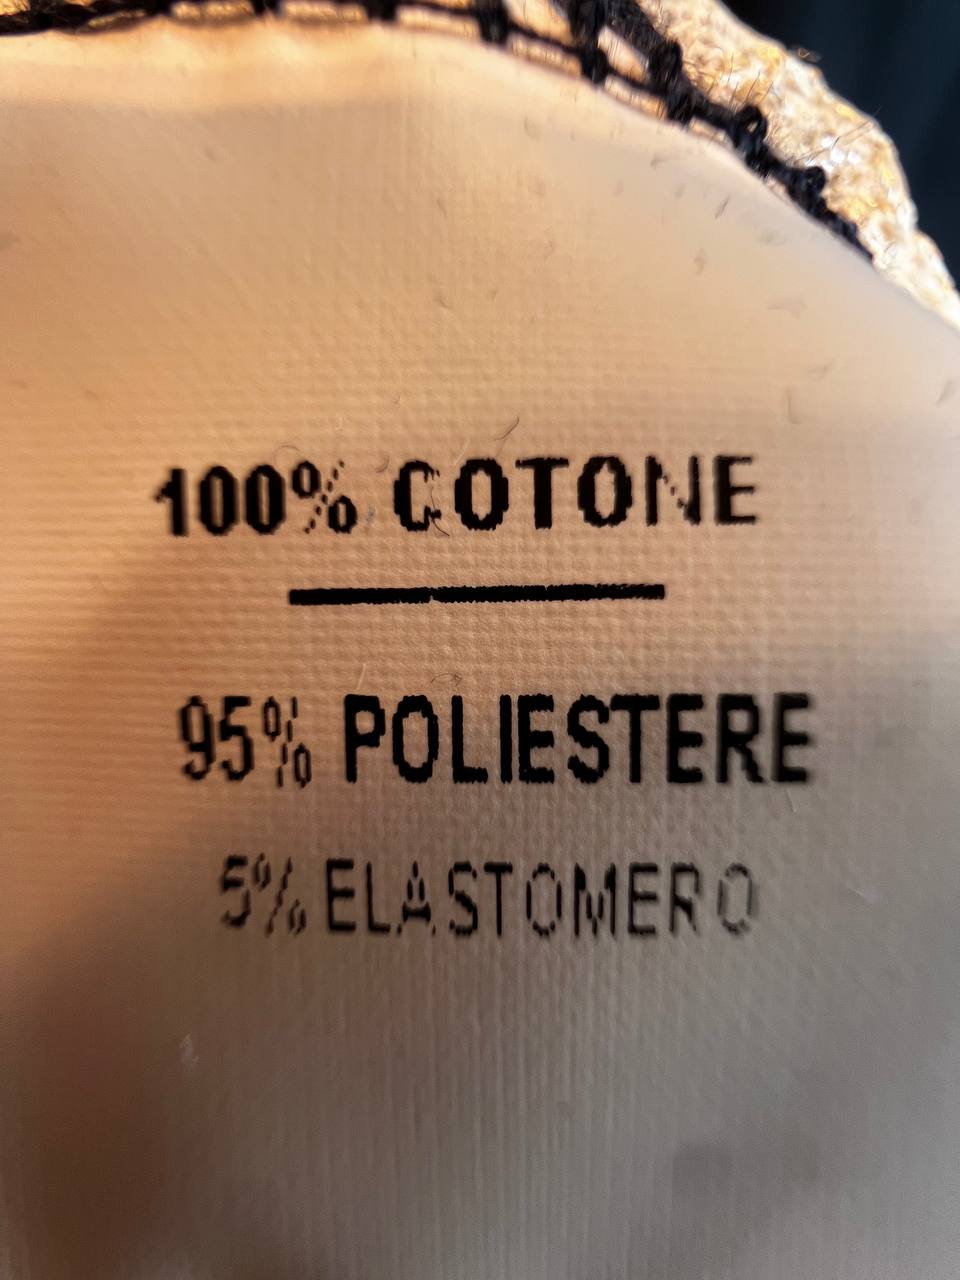 100% COTONE
95% POLIESTERE
5% ELASTOMERO